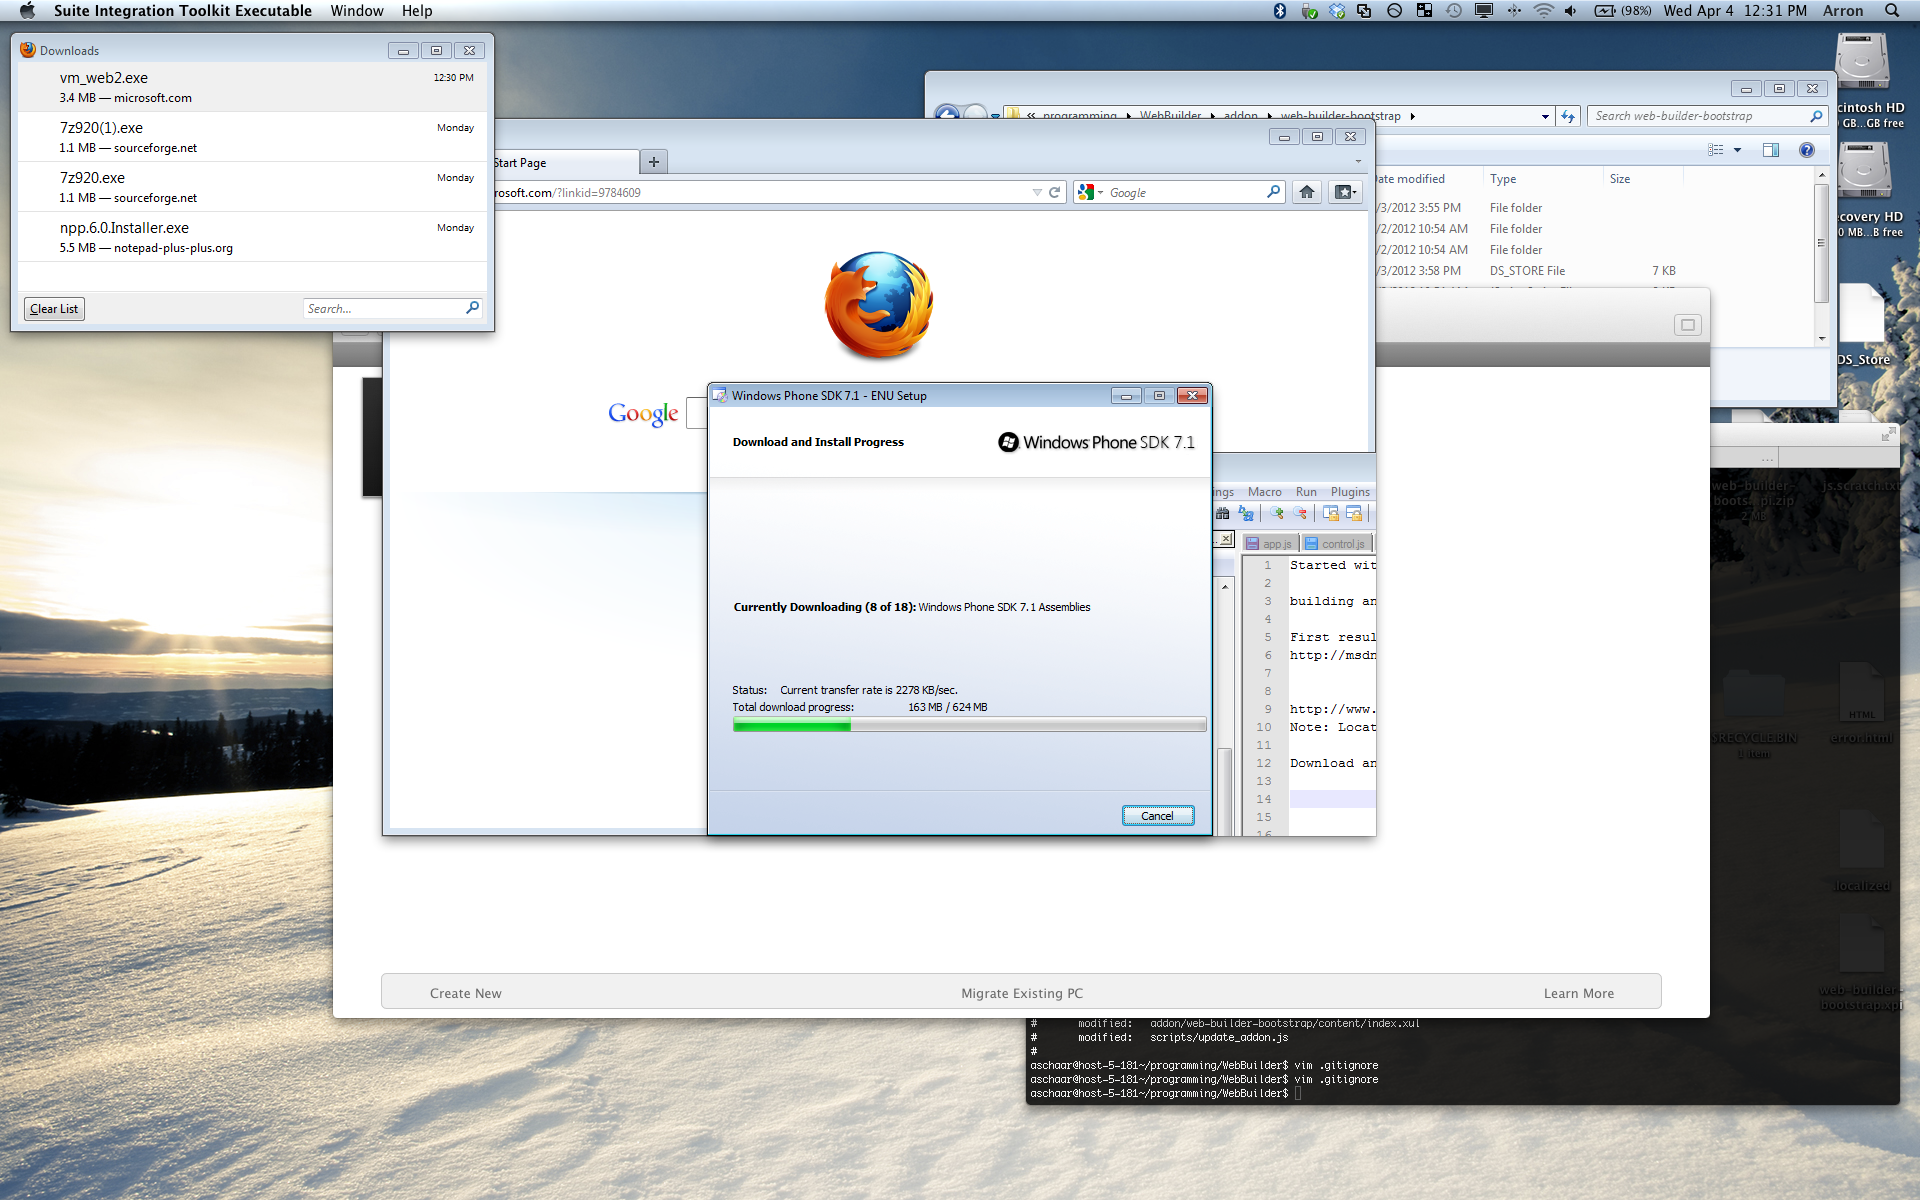 Suite Integration Toolkit Executable Window Help
(98%) Wed Apr 4 12:31 PM Arron
Downloads
vm_web2.exe 12:30 PM
3.4 MB — microsoft.com
7z920(1).exe Monday
1.1 MB — sourceforge.net
7z920.exe Monday
1.1 MB — sourceforge.net
npp.6.0.Installer.exe Monday
5.5 MB — notepad-plus-plus.org
Clear List Search...
« programming WebBuilder addon web-builder-bootstrap Search web-builder-bootstrap
Date modified Type Size
/3/2012 3:55 PM File folder
/2/2012 10:54 AM File folder
/2/2012 10:54 AM File folder
/3/2012 3:58 PM DS_STORE File 7 KB
Start Page
rosoft.com/?linkid=9784609 Google
Google
Windows Phone SDK 7.1 - ENU Setup
Download and Install Progress
Windows Phone SDK 7.1
Currently Downloading (8 of 18): Windows Phone SDK 7.1 Assemblies
Status: Current transfer rate is 2278 KB/sec.
Total download progress: 163 MB / 624 MB
Cancel
ings Macro Run Plugins
app.js control.js
1 Started wit
2
3 building an
4
5 First resul
6 http://msdn
7
8
9 http://www.
10 Note: Locat
11
12 Download an
13
14
15
16
cintosh HD
GB...GB free
ecovery HD
0 MB...B free
DS_Store
web-builder-bootst...pi.zip
2 MB
js.scratch.txt
$RECYCLE.BIN
1 item
HTML
error.html
.localized
web-builder-
bootstrap.xpi
Create New Migrate Existing PC Learn More
# modified: addon/web-builder-bootstrap/content/index.xul
# modified: scripts/update_addon.js
#
aschaar@host-5-181~/programming/WebBuilder$ vim .gitignore
aschaar@host-5-181~/programming/WebBuilder$ vim .gitignore
aschaar@host-5-181~/programming/WebBuilder$